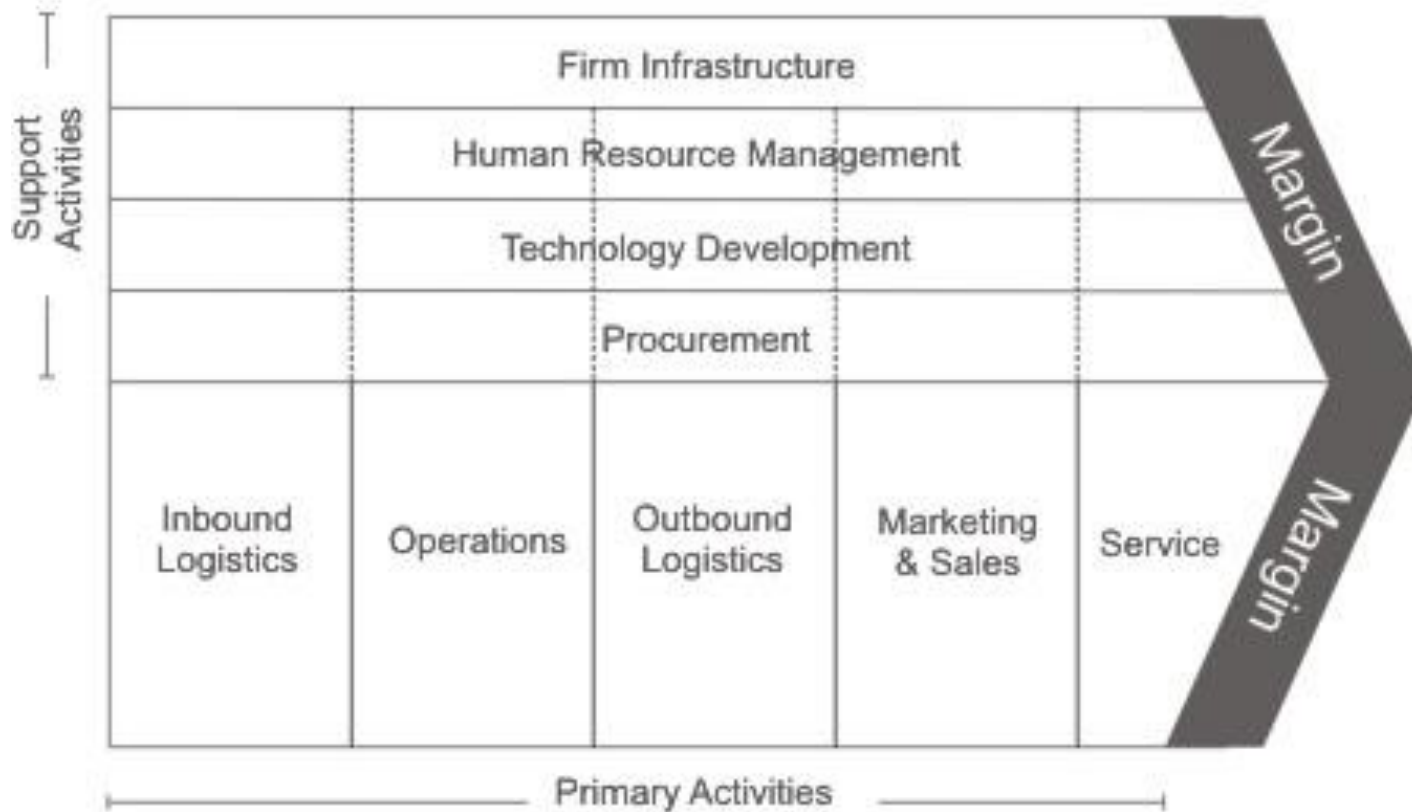 Support
Activities
Firm Infrastructure
Human Resource Management
Technology Development
Procurement
Inbound
Logistics
Operations
Outbound
Logistics
Marketing
& Sales
Service
Margin
Margin
Primary Activities